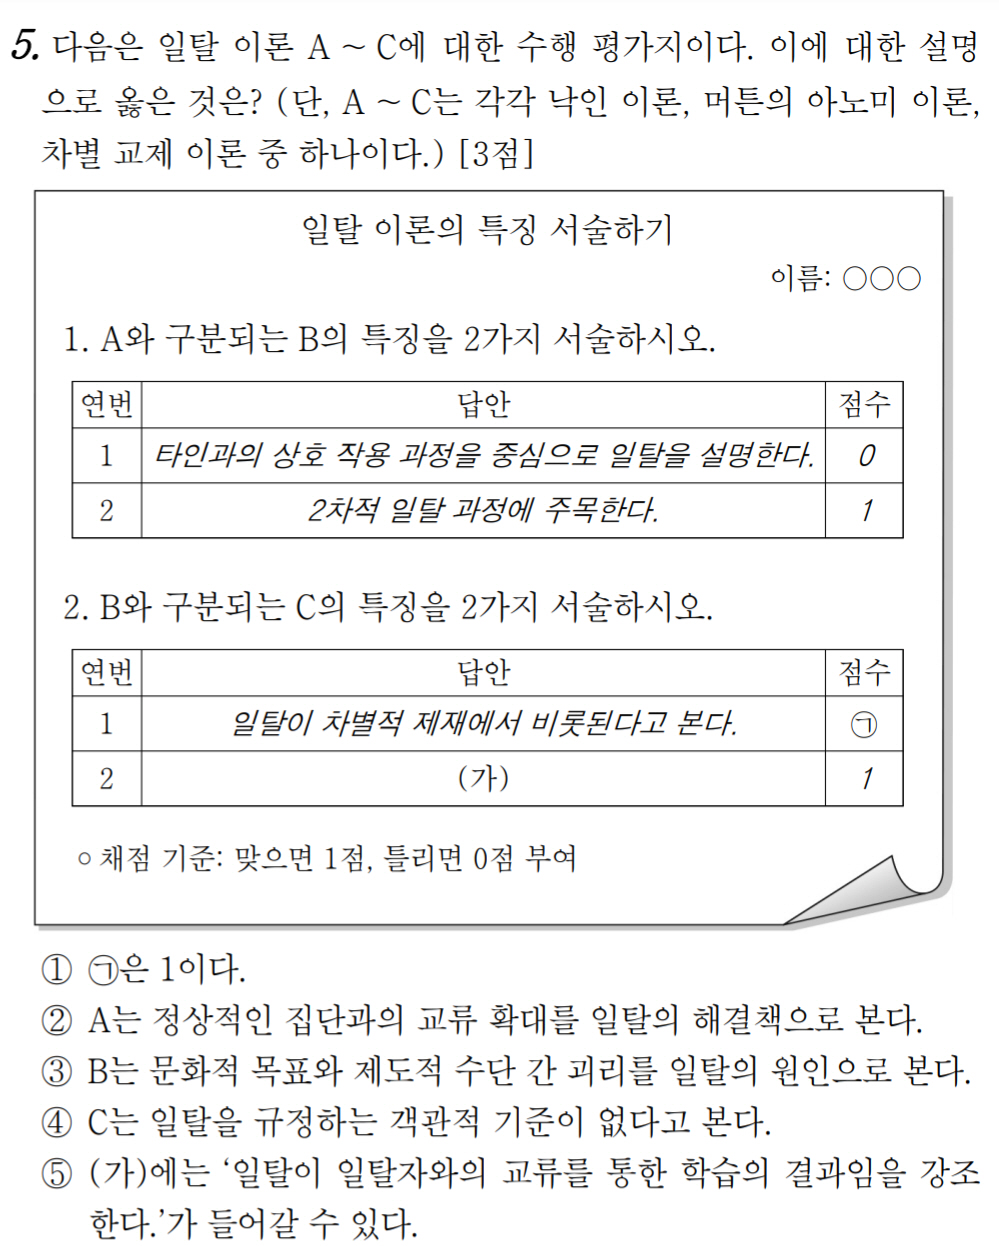 5. 다음은 일탈 이론 A ~ C에 대한 수행 평가지이다. 이에 대한 설명
으로 옳은 것은? (단, A ~ C는 각각 낙인 이론, 머튼의 아노미 이론,
차별 교제 이론 중 하나이다.) [3점]
일탈 이론의 특징 서술하기
이름: ○○○
1. A와 구분되는 B의 특징을 2가지 서술하시오.
연번 답안 점수
1 타인과의 상호 작용 과정을 중심으로 일탈을 설명한다. 0
2 2차적 일탈 과정에 주목한다. 1
2. B와 구분되는 C의 특징을 2가지 서술하시오.
연번 답안 점수
1 일탈이 차별적 제재에서 비롯된다고 본다. ㉠
2 (가) 1
○ 채점 기준: 맞으면 1점, 틀리면 0점 부여
① ㉠은 1이다.
② A는 정상적인 집단과의 교류 확대를 일탈의 해결책으로 본다.
③ B는 문화적 목표와 제도적 수단 간 괴리를 일탈의 원인으로 본다.
④ C는 일탈을 규정하는 객관적 기준이 없다고 본다.
⑤ (가)에는 ‘일탈이 일탈자와의 교류를 통한 학습의 결과임을 강조
한다.’가 들어갈 수 있다.